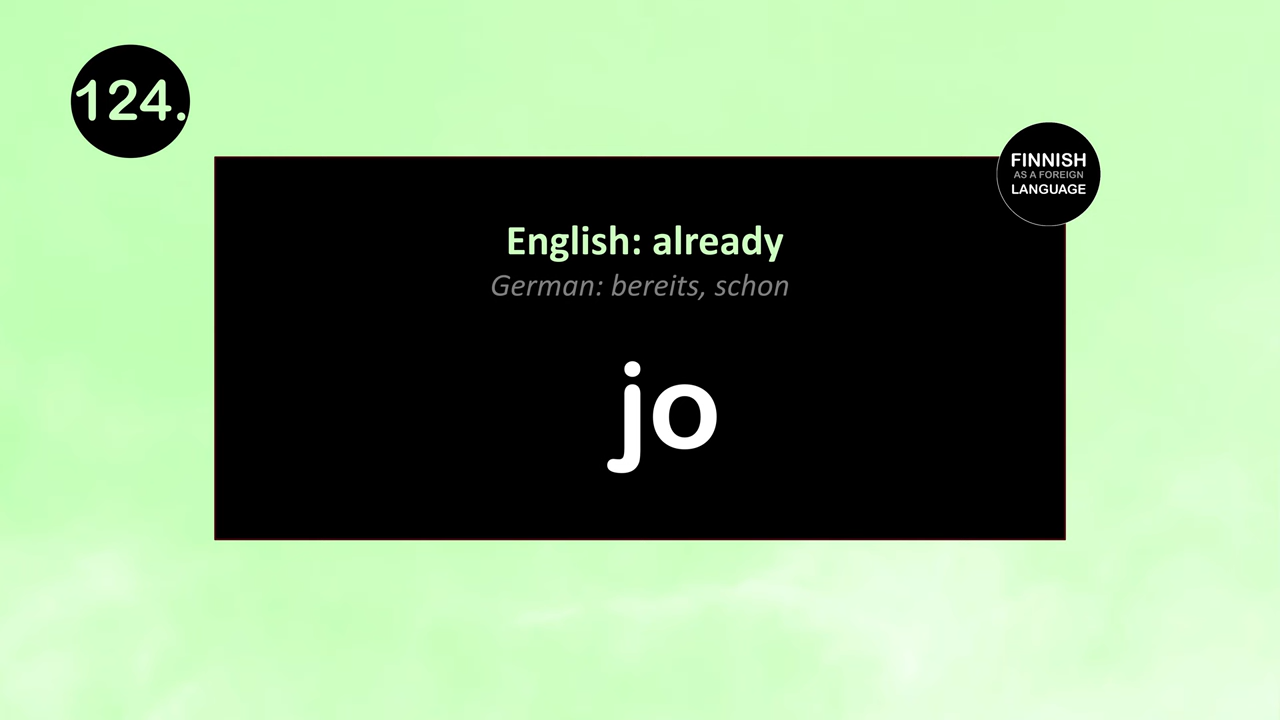 124.
FINNISH
AS A FOREIGN
LANGUAGE
English: already
German: bereits, schon
jo